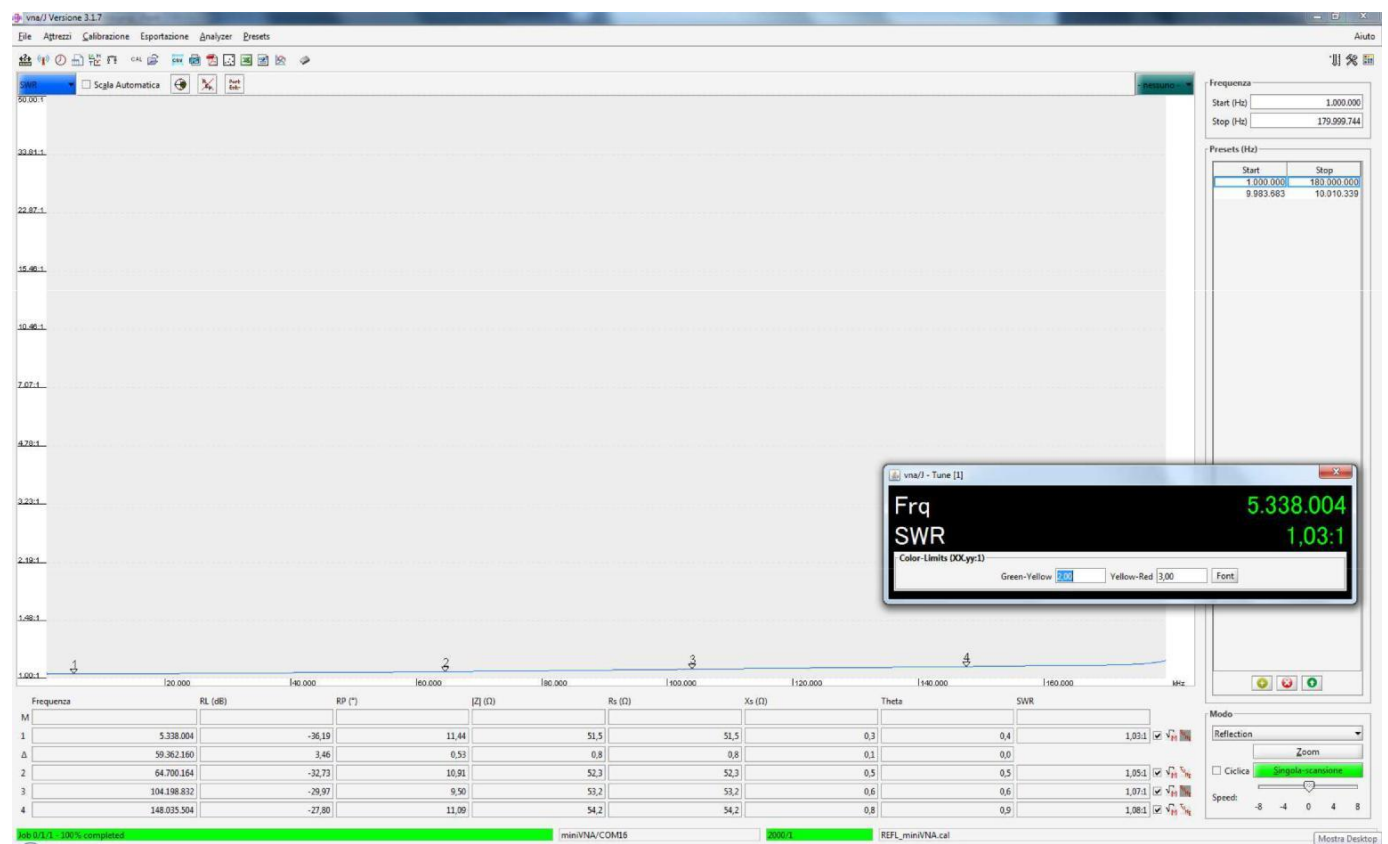 vna/J Versione 3.1.7
File Attrezzi Calibrazione Esportazione Analyzer Presets Aiuto
SWR Scala Automatica - nessuno -
50,00:1
33.81:1
22.87:1
15.46:1
10.46:1
7.07:1
4.78:1
3.23:1
2.19:1
1.48:1
1.00:1
1 2 3 4
20.000 40.000 60.000 80.000 100.000 120.000 140.000 160.000 kHz
Frequenza
Start (Hz) 1.000.000
Stop (Hz) 179.999.744
Presets (Hz)
Start Stop
1.000.000 180.000.000
9.983.683 10.010.339
vna/J - Tune [1]
Frq 5.338.004
SWR 1,03:1
Color-Limits (XX.yy:1)
Green-Yellow 2,00 Yellow-Red 3,00 Font
Frequenza RL (dB) RP (°) |Z| (Ω) Rs (Ω) Xs (Ω) Theta SWR
M
1 5.338.004 -36,19 11,44 51,5 51,5 0,3 0,4 1,03:1
Δ 59.362.160 3,46 0,53 0,8 0,8 0,1 0,0
2 64.700.164 -32,73 10,91 52,3 52,3 0,5 0,5 1,05:1
3 104.198.832 -29,97 9,50 53,2 53,2 0,6 0,6 1,07:1
4 148.035.504 -27,80 11,09 54,2 54,2 0,8 0,9 1,08:1
Modo
Reflection
Zoom
Ciclica Singola-scansione
Speed:
-8 -4 0 4 8
Job 0/1/1 - 100% completed miniVNA/COM16 2000/1 REFL_miniVNA.cal
Mostra Desktop